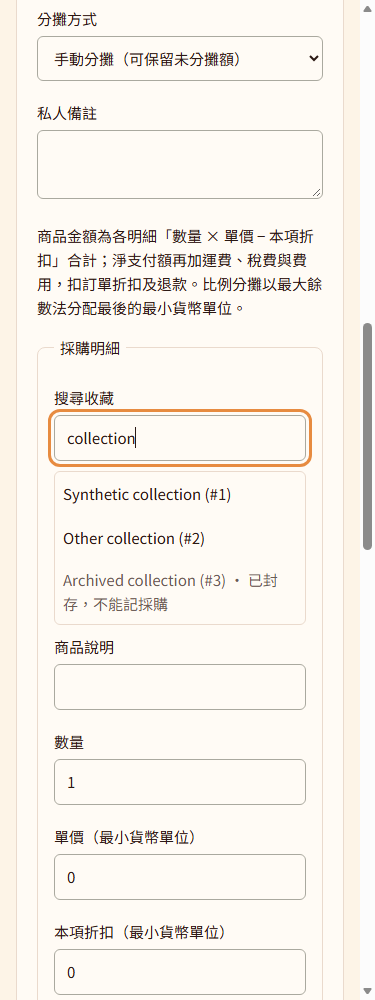 分攤方式
手動分攤（可保留未分攤額）
私人備註
商品金額為各明細「數量 × 單價 − 本項折
扣」合計；淨支付額再加運費、稅費與費
用，扣訂單折扣及退款。比例分攤以最大餘
數法分配最後的最小貨幣單位。
採購明細
搜尋收藏
collection
Synthetic collection (#1)
Other collection (#2)
Archived collection (#3) · 已封
存，不能記採購
商品說明
數量
1
單價（最小貨幣單位）
0
本項折扣（最小貨幣單位）
0